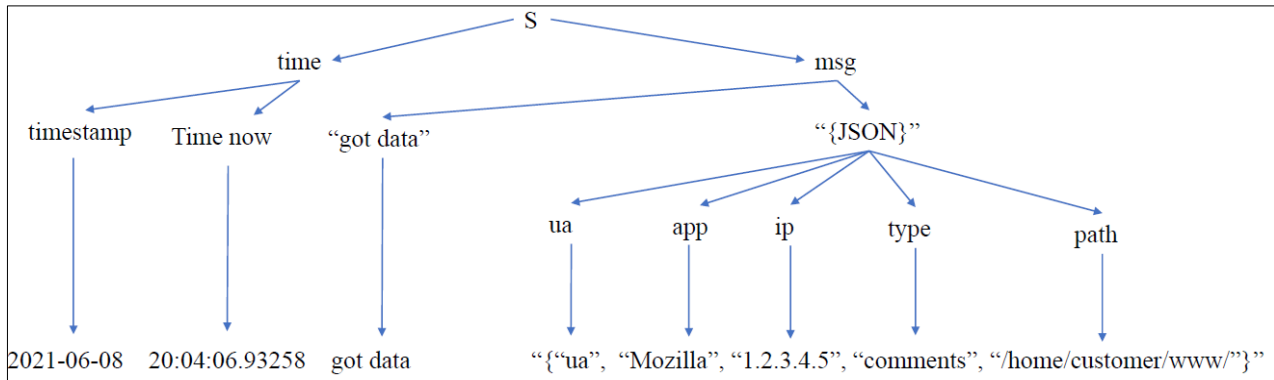 S
time msg
timestamp Time now “got data” “{JSON}”
ua app ip type path
2021-06-08 20:04:06.93258 got data “{“ua”, “Mozilla”, “1.2.3.4.5”, “comments”, “/home/customer/www/”}”